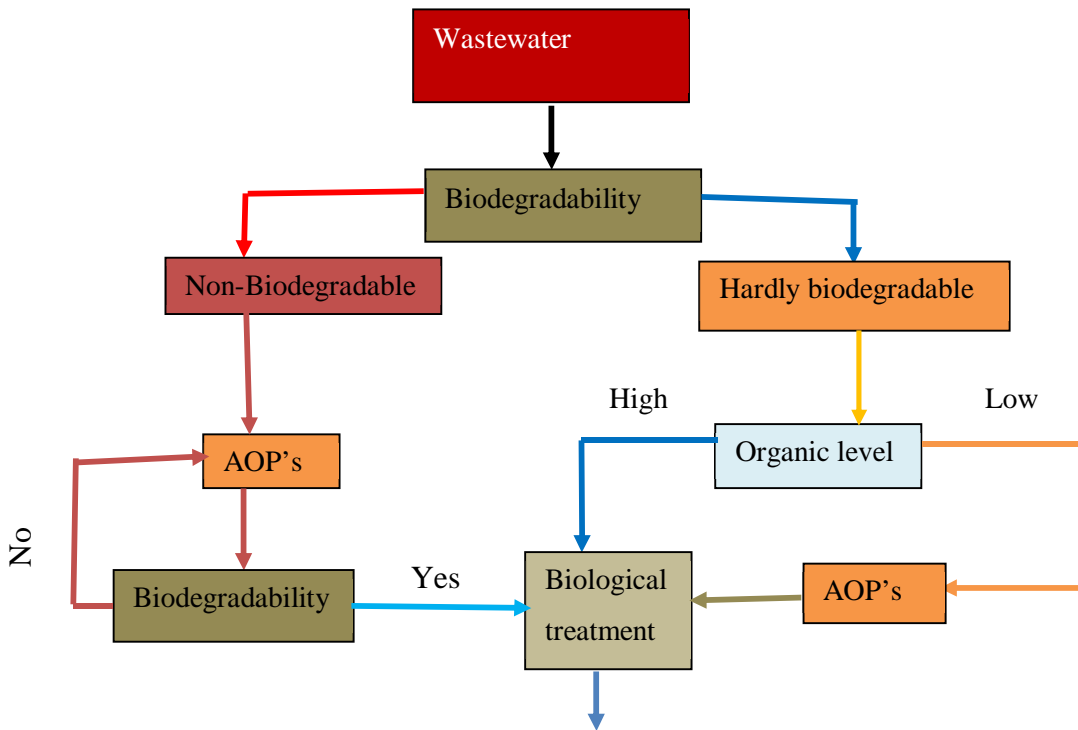 Wastewater
Biodegradability
Non-Biodegradable
Hardly biodegradable
High
Low
AOP’s
Organic level
No
Biodegradability
Yes
Biological
treatment
AOP’s